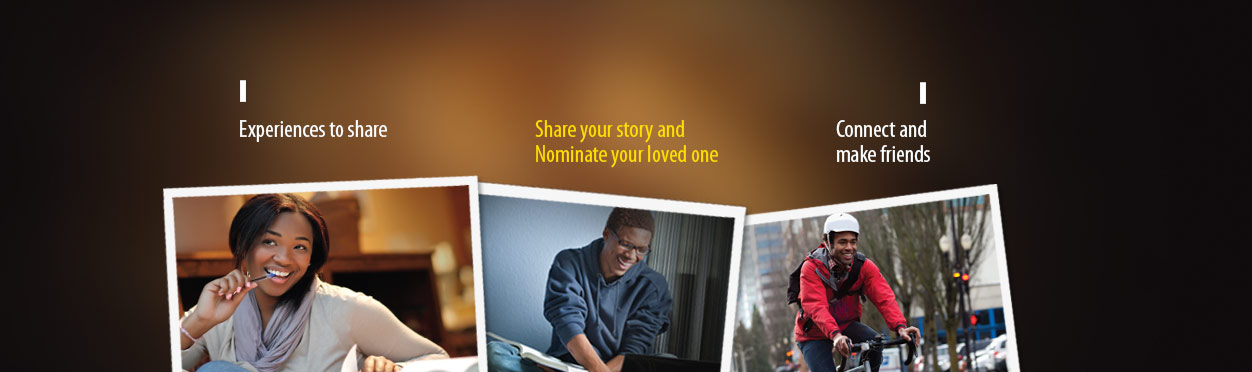 Experiences to share
Share your story and
Nominate your loved one
Connect and
make friends